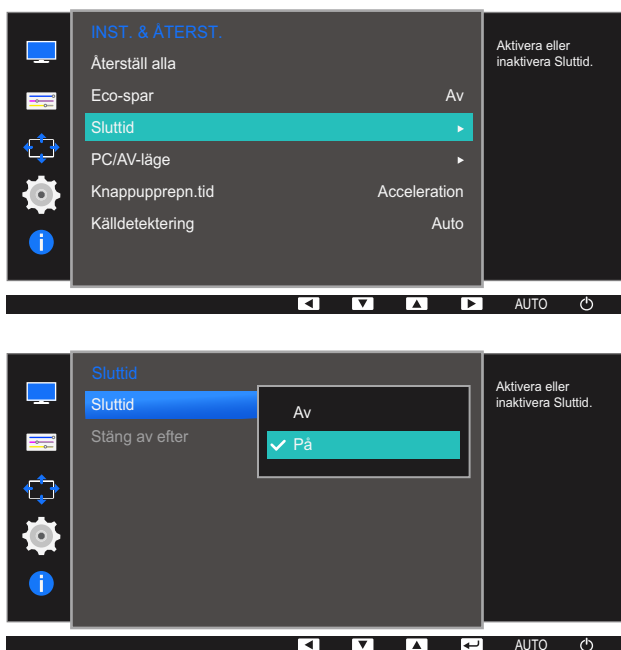 INST. & ÅTERST.
Återställ alla
Eco-spar Av
Sluttid
PC/AV-läge
Knappupprepn.tid Acceleration
Källdetektering Auto
Aktivera eller
inaktivera Sluttid.
AUTO
Sluttid
Sluttid
Stäng av efter
Av
På
Aktivera eller
inaktivera Sluttid.
AUTO